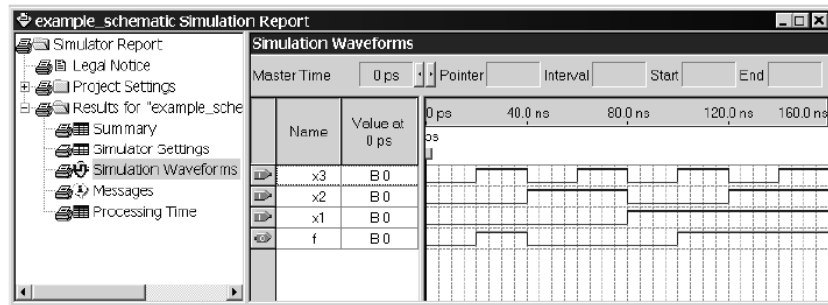 example_schematic Simulation Report
Simulator Report
Legal Notice
Project Settings
Results for "example_sche
Summary
Simulator Settings
Simulation Waveforms
Messages
Processing Time
Simulation Waveforms
Master Time 0 ps Pointer Interval Start End
Name Value at 0 ps
0 ps 40.0 ns 80.0 ns 120.0 ns 160.0 ns
ps
x3 B 0
x2 B 0
x1 B 0
f B 0